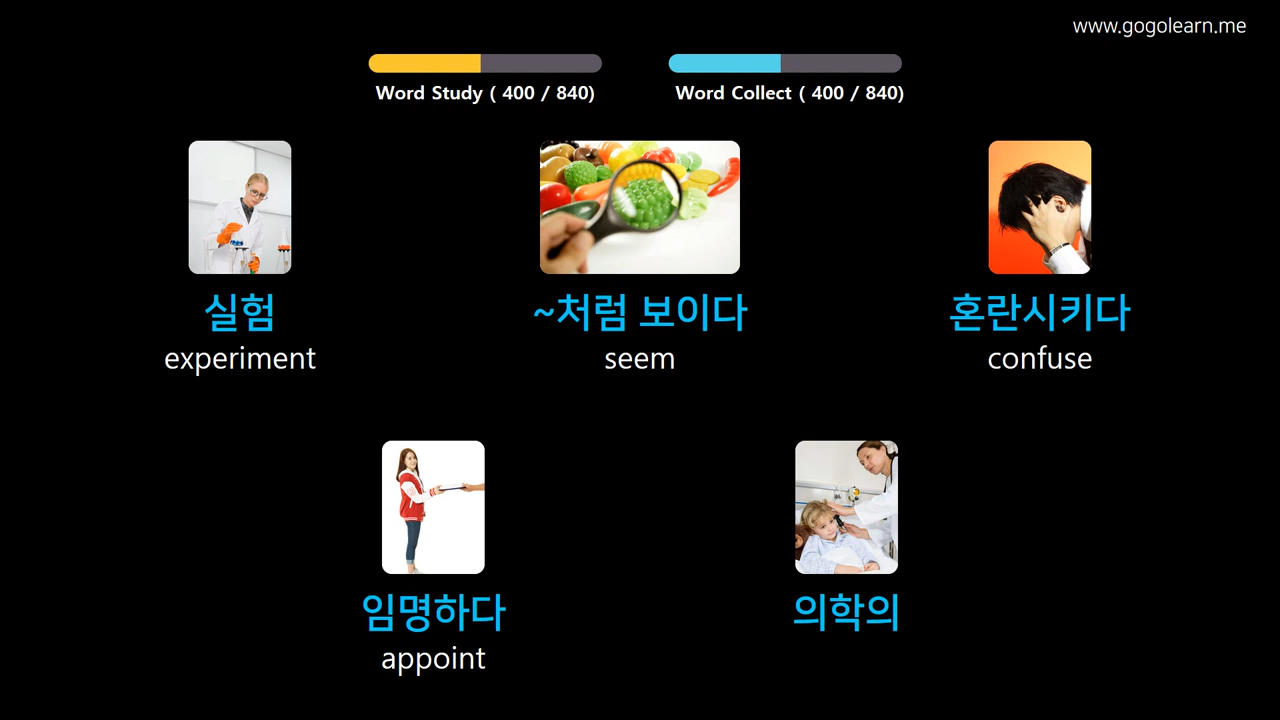 www.gogolearn.me
Word Study ( 400 / 840)
Word Collect ( 400 / 840)
실험
experiment
~처럼 보이다
seem
혼란시키다
confuse
임명하다
appoint
의학의